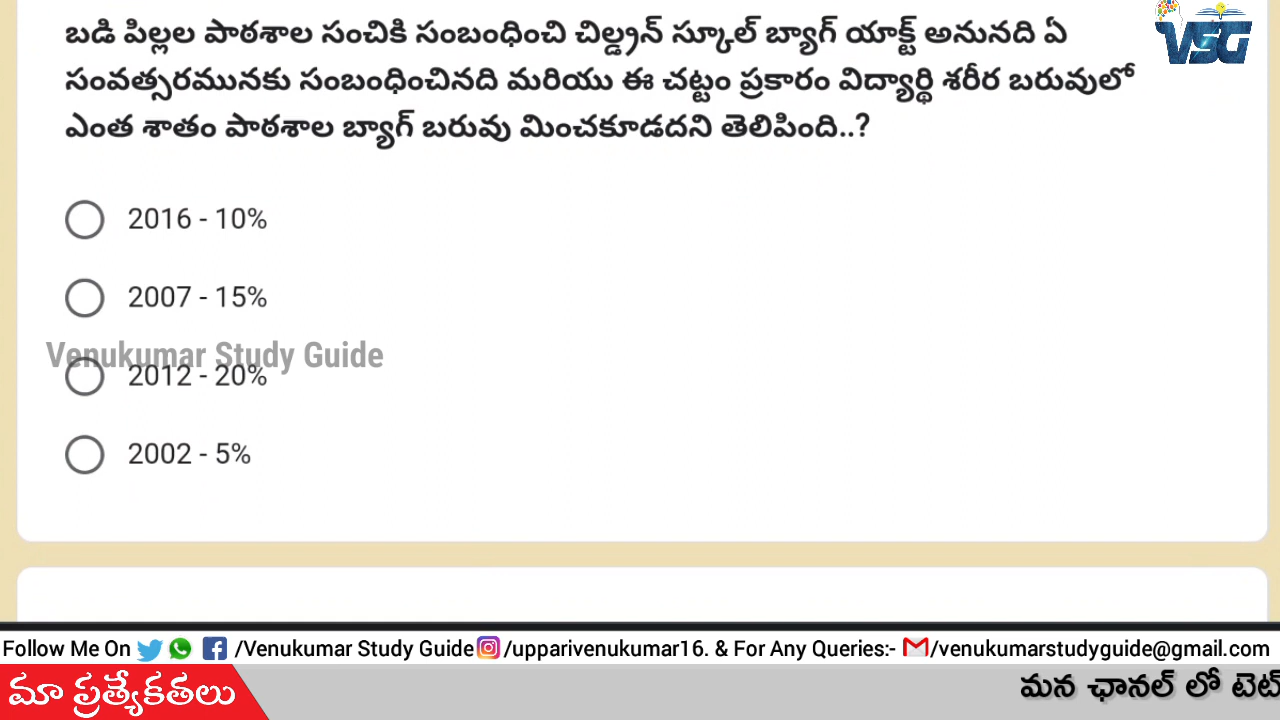 బడి పిల్లల పాఠశాల సంచికి సంబంధించి చిల్డ్రన్ స్కూల్ బ్యాగ్ యాక్ట్ అనునది ఏ
VSG
సంవత్సరమునకు సంబంధించినది మరియు ఈ చట్టం ప్రకారం విద్యార్థి శరీర బరువులో
ఎంత శాతం పాఠశాల బ్యాగ్ బరువు మించకూడదని తెలిపింది..?
2016 - 10%
2007 - 15%
Venukumar Study Guide
2012 - 20%
2002 - 5%
Follow Me On /Venukumar Study Guide /upparivenukumar16. & For Any Queries:- /venukumarstudyguide@gmail.com
మా ప్రత్యేకతలు
మన ఛానల్ లో టెట్